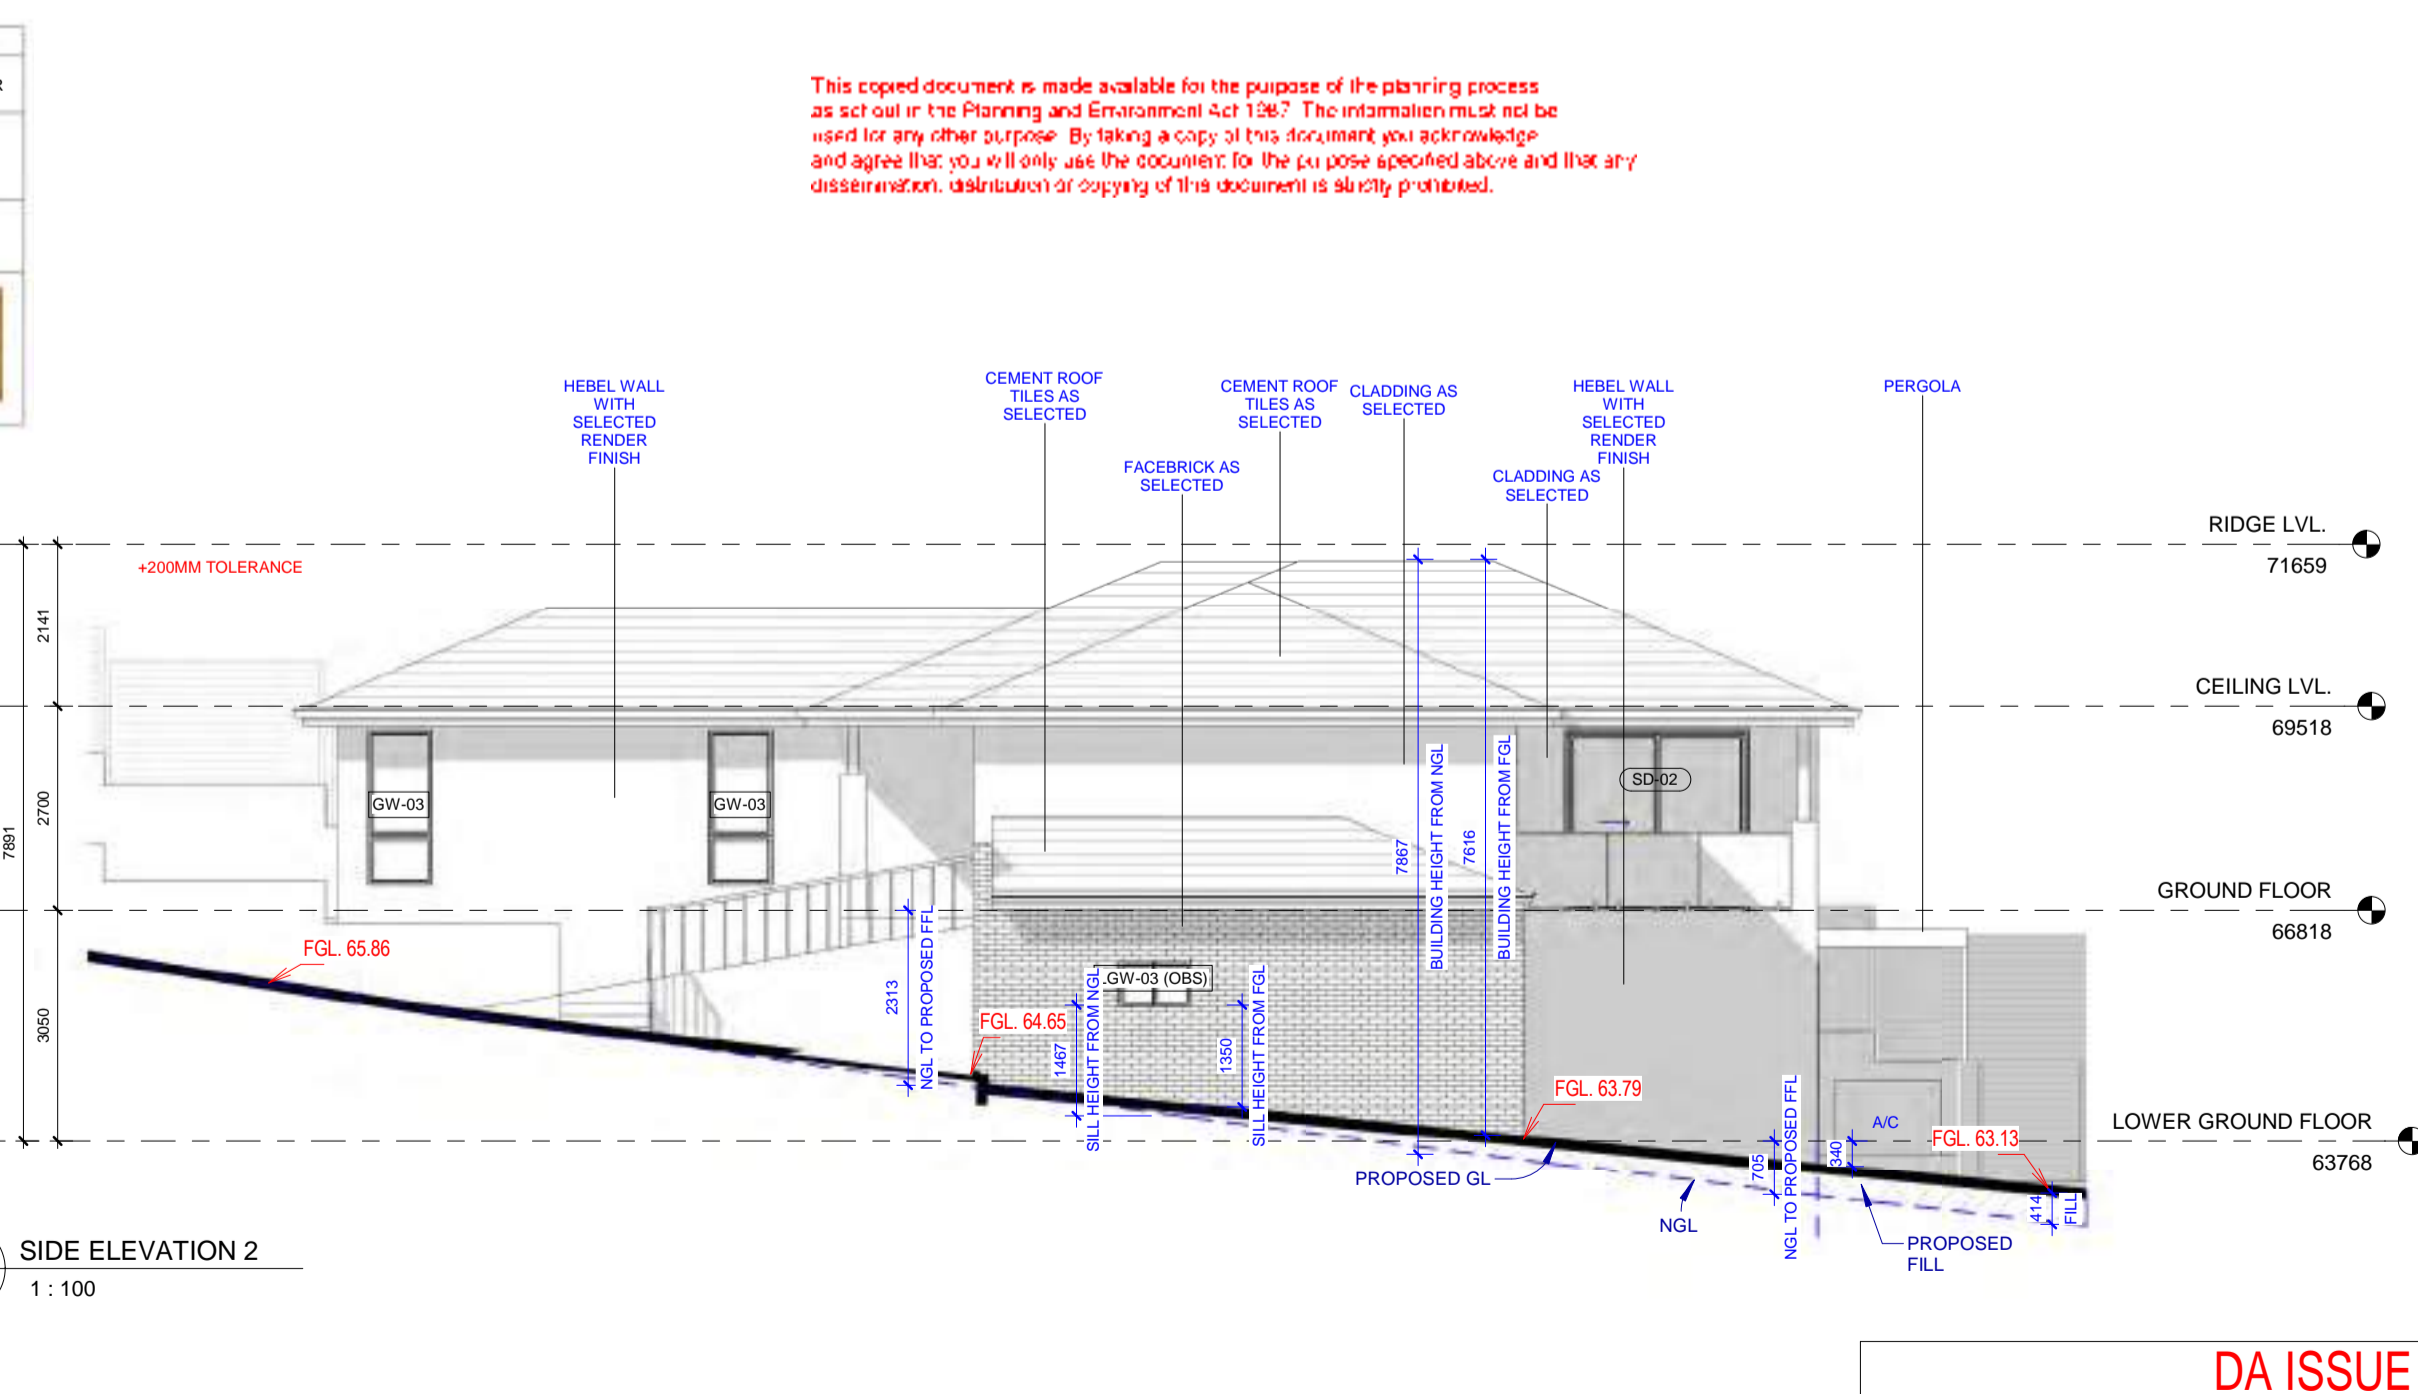 R
This copied document is made available for the purpose of the planning process
as set out in the Planning and Environment Act 1987. The information must not be
used for any other purpose. By taking a copy of this document you acknowledge
and agree that you will only use the document for the purpose specified above and that any
dissemination, distribution or copying of this document is strictly prohibited.
HEBEL WALL
WITH
SELECTED
RENDER
FINISH
CEMENT ROOF
TILES AS
SELECTED
FACEBRICK AS
SELECTED
CEMENT ROOF
TILES AS
SELECTED
CLADDING AS
SELECTED
CLADDING AS
SELECTED
HEBEL WALL
WITH
SELECTED
RENDER
FINISH
PERGOLA
RIDGE LVL.
71659
+200MM TOLERANCE
2141
CEILING LVL.
69518
2700
7891
GW-03
GW-03
SD-02
7867
BUILDING HEIGHT FROM NGL
7616
BUILDING HEIGHT FROM FGL
GROUND FLOOR
66818
FGL. 65.86
3050
2313
NGL TO PROPOSED FFL
GW-03 (OBS)
FGL. 64.65
1467
SILL HEIGHT FROM NGL
1350
SILL HEIGHT FROM FGL
FGL. 63.79
705
NGL TO PROPOSED FFL
340
A/C
FGL. 63.13
LOWER GROUND FLOOR
63768
PROPOSED GL
NGL
414
FILL
PROPOSED
FILL
SIDE ELEVATION 2
1 : 100
DA ISSUE